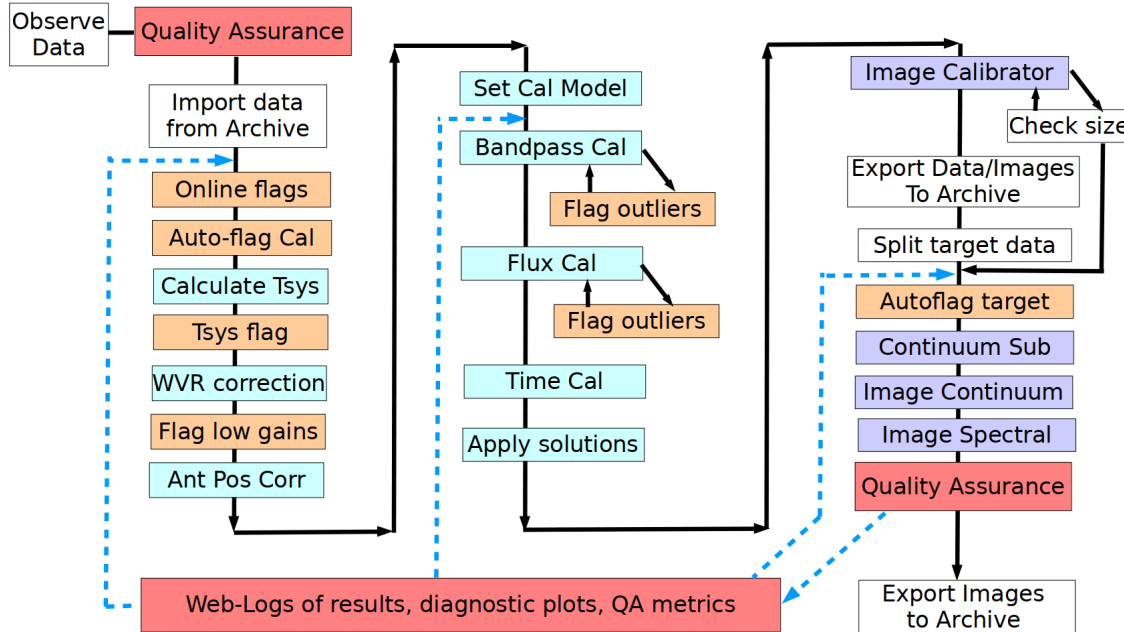 Observe
Data
Quality Assurance
Import data
from Archive
Online flags
Auto-flag Cal
Calculate Tsys
Tsys flag
WVR correction
Flag low gains
Ant Pos Corr
Set Cal Model
Bandpass Cal
Flag outliers
Flux Cal
Flag outliers
Time Cal
Apply solutions
Image Calibrator
Check size
Export Data/Images
To Archive
Split target data
Autoflag target
Continuum Sub
Image Continuum
Image Spectral
Quality Assurance
Export Images
to Archive
Web-Logs of results, diagnostic plots, QA metrics